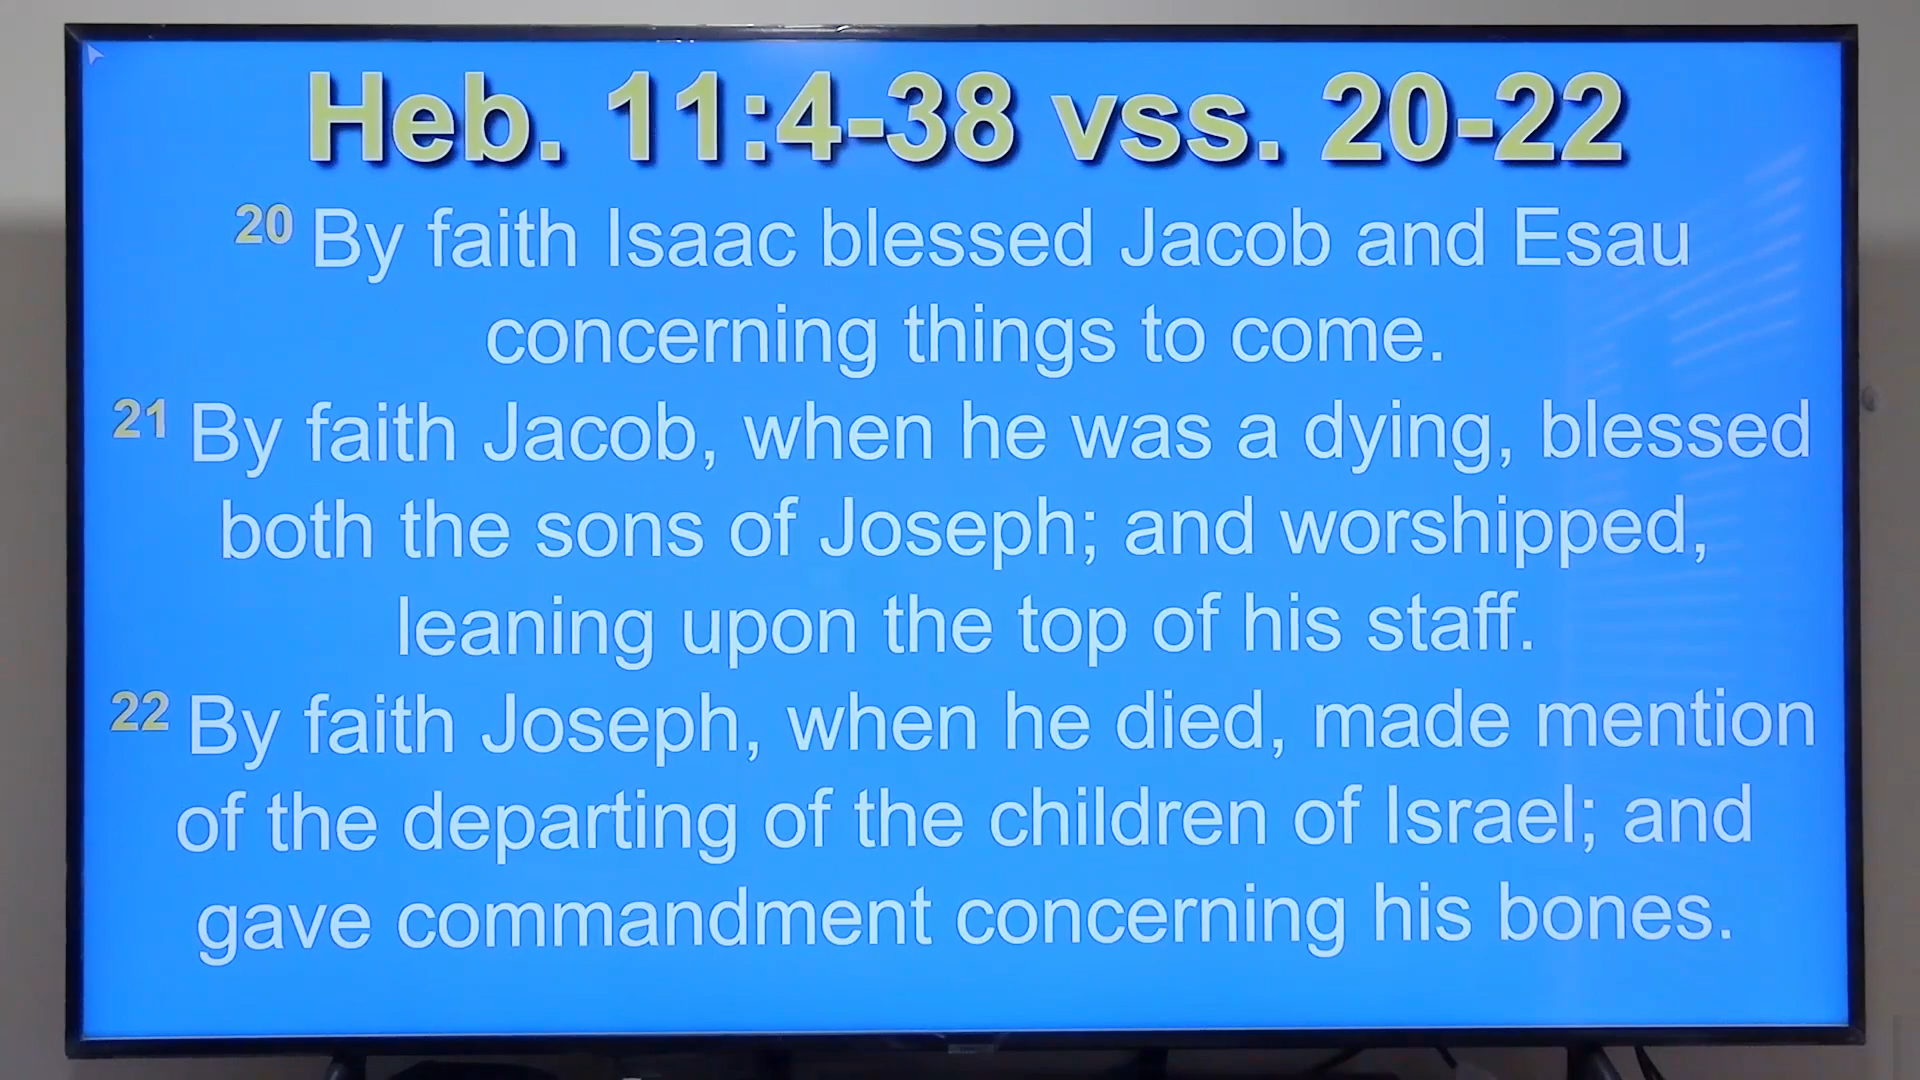 Heb. 11:4-38 vss. 20-22
20 By faith Isaac blessed Jacob and Esau
concerning things to come.
21 By faith Jacob, when he was a dying, blessed
both the sons of Joseph; and worshipped,
leaning upon the top of his staff.
22 By faith Joseph, when he died, made mention
of the departing of the children of Israel; and
gave commandment concerning his bones.